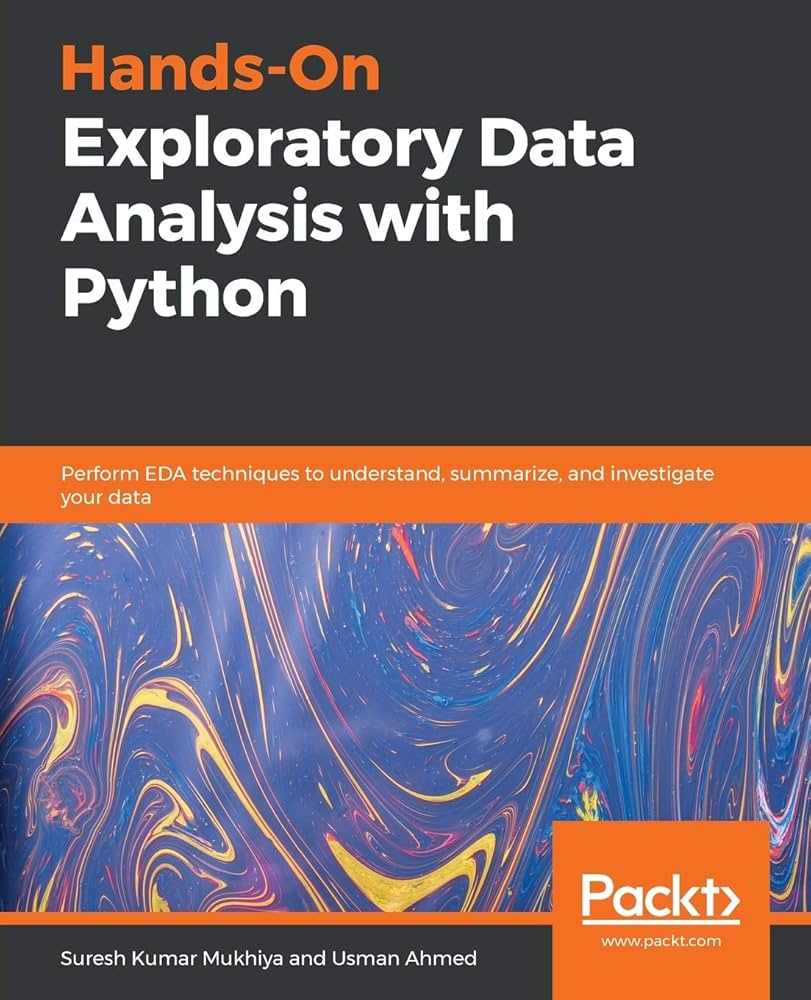 Hands-On
Exploratory Data
Analysis with
Python
Perform EDA techniques to understand, summarize, and investigate
your data
Packt>
www.packt.com
Suresh Kumar Mukhiya and Usman Ahmed